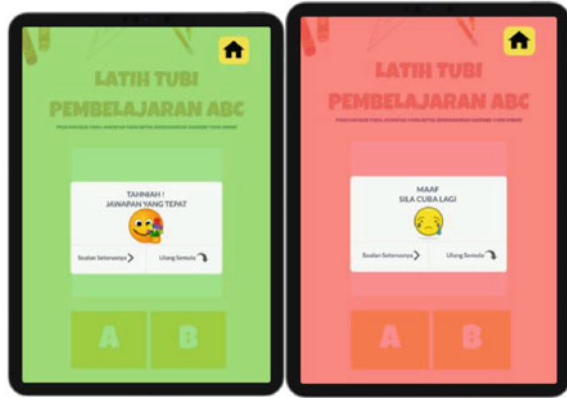 LATIH TUBI
PEMBELAJARAN ABC
TAHNIAH !
JAWAPAN YANG TEPAT
Soalan Seterusnya
Ulang Semula
A
B
LATIH TUBI
PEMBELAJARAN ABC
MAAF
SILA CUBA LAGI
Soalan Seterusnya
Ulang Semula
A
B